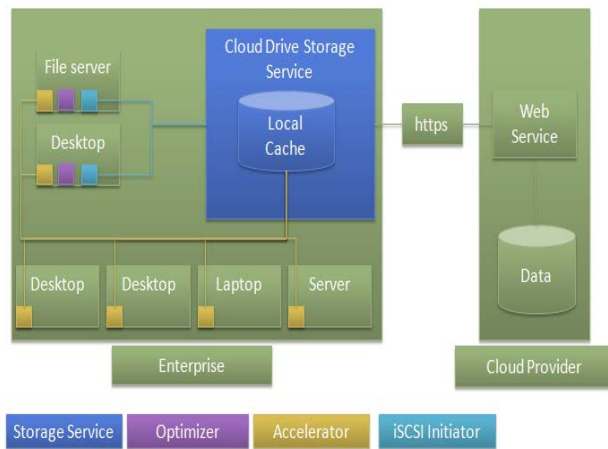 File server
Cloud Drive Storage
Service
Desktop
Local
Cache
https
Web
Service
Data
Desktop
Desktop
Laptop
Server
Enterprise
Cloud Provider
Storage Service
Optimizer
Accelerator
iSCSI Initiator